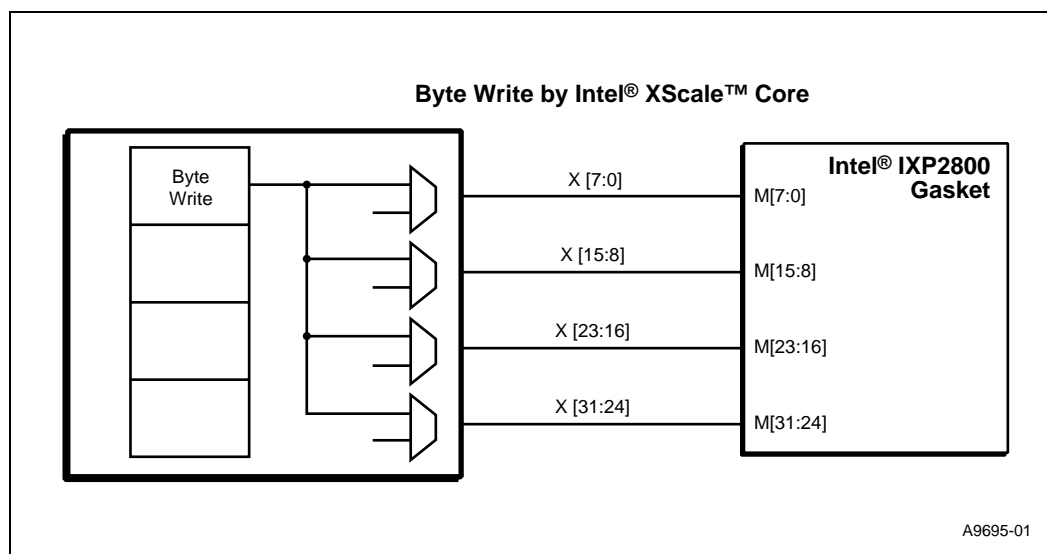 Byte Write by Intel® XScale™ Core
Byte
Write
X [7:0]
X [15:8]
X [23:16]
X [31:24]
Intel® IXP2800
Gasket
M[7:0]
M[15:8]
M[23:16]
M[31:24]
A9695-01